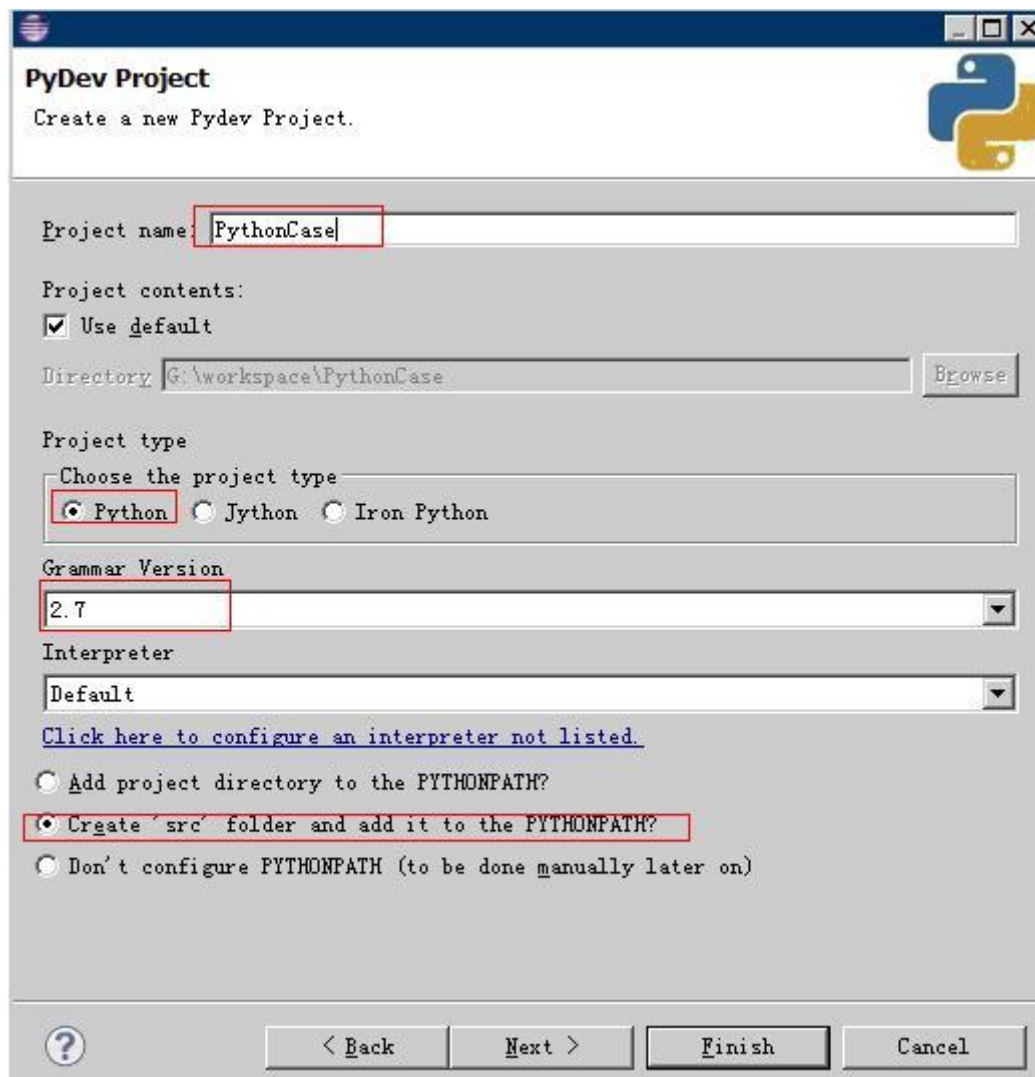 PyDev Project
Create a new Pydev Project.
Project name: PythonCase
Project contents:
Use default
Directory G:\workspace\PythonCase Browse
Project type
Choose the project type
Python Jython Iron Python
Grammar Version
2.7
Interpreter
Default
Click here to configure an interpreter not listed.
Add project directory to the PYTHONPATH?
Create 'src' folder and add it to the PYTHONPATH?
Don't configure PYTHONPATH (to be done manually later on)
? < Back Next > Finish Cancel